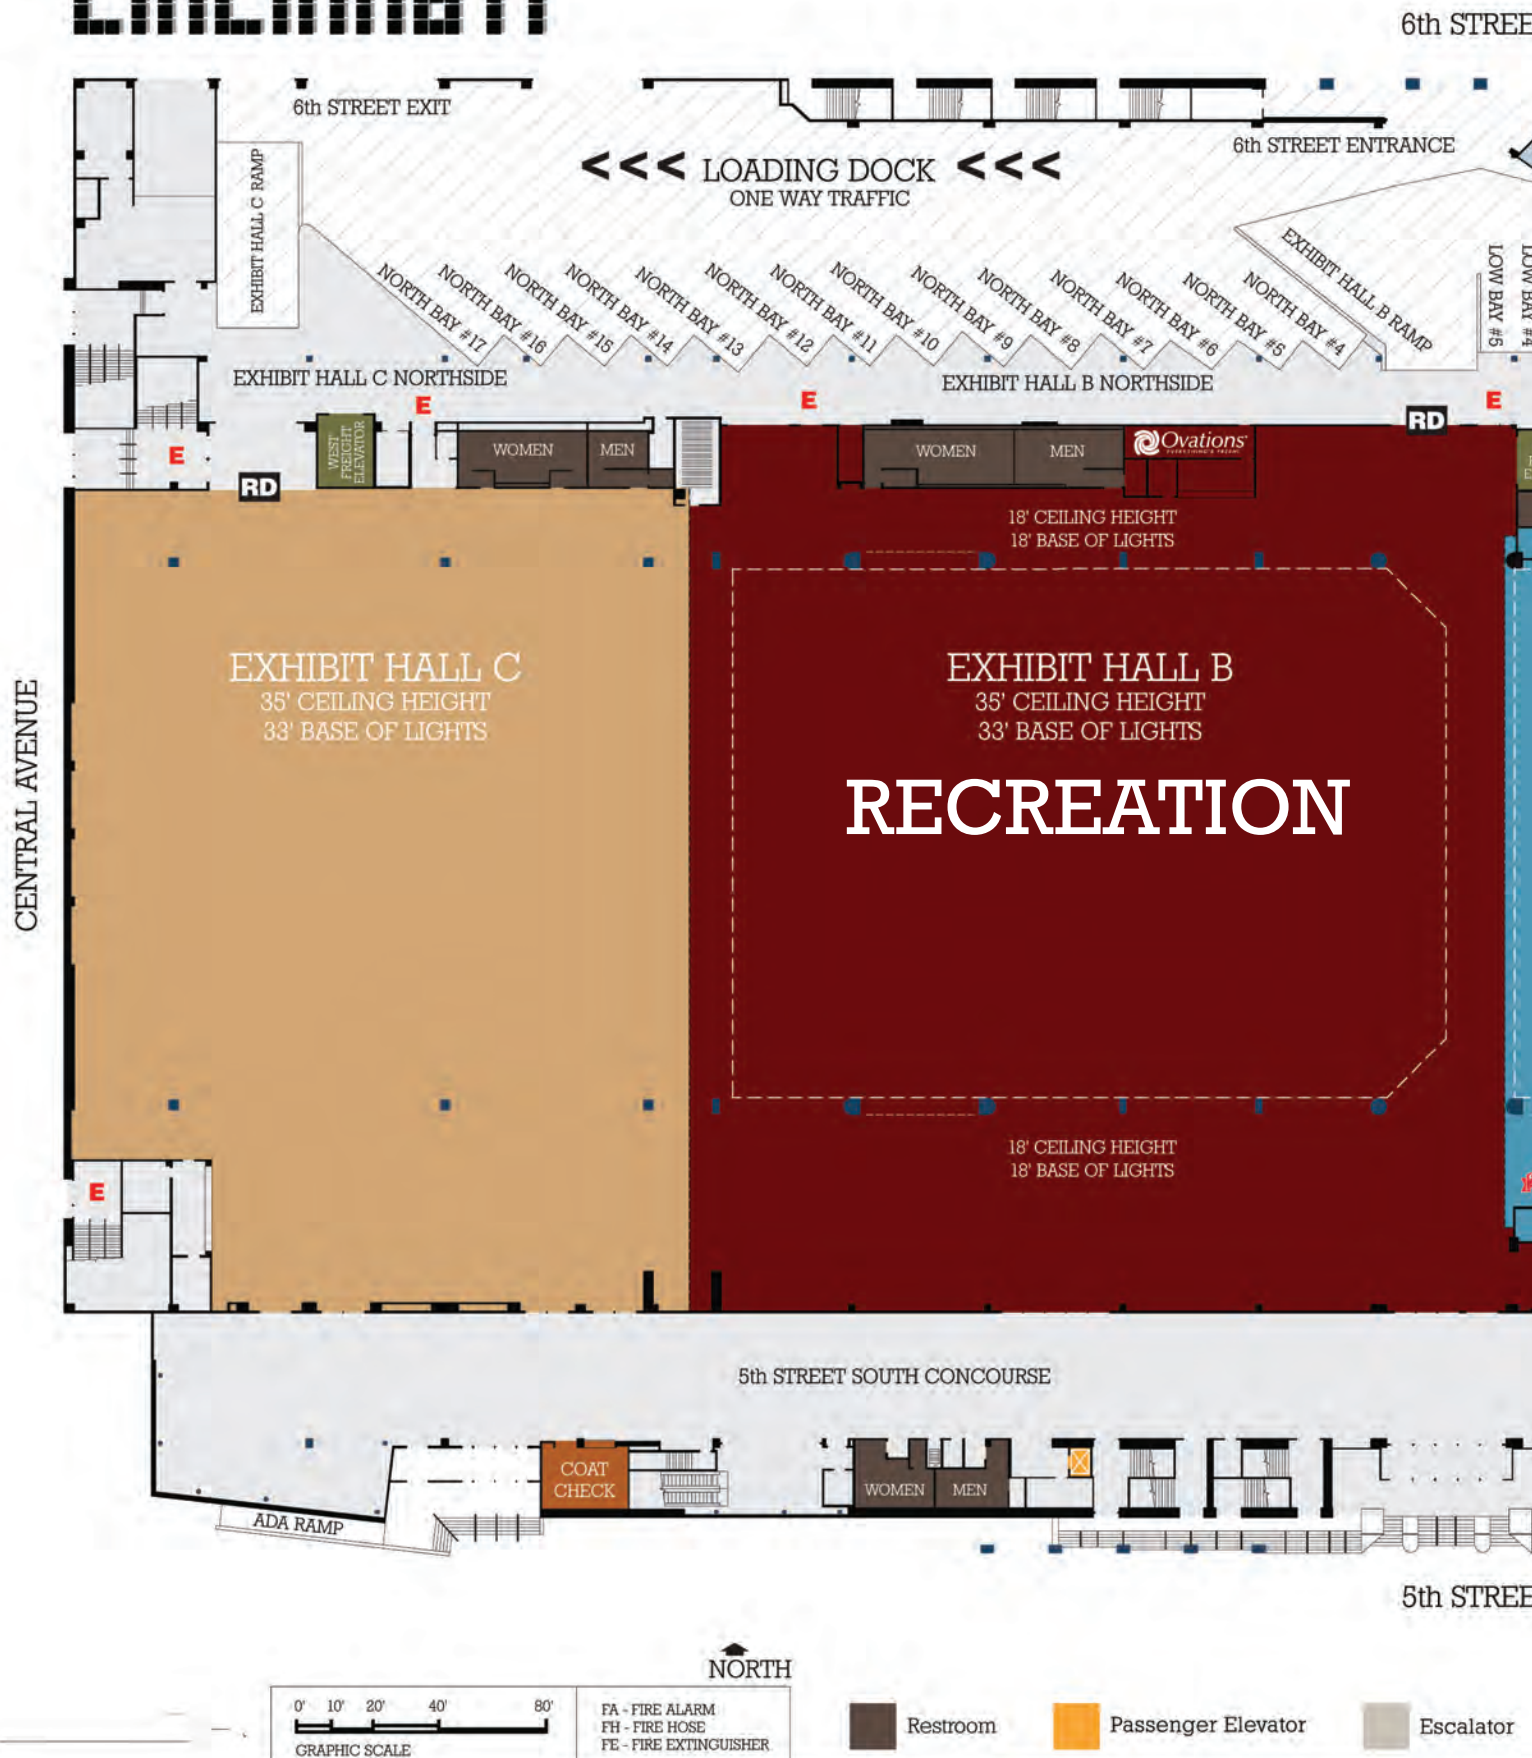 6th STREE
6th STREET EXIT
6th STREET ENTRANCE
<<< LOADING DOCK <<<
ONE WAY TRAFFIC
EXHIBIT HALL C RAMP
NORTH BAY #17
NORTH BAY #16
NORTH BAY #15
NORTH BAY #14
NORTH BAY #13
NORTH BAY #12
NORTH BAY #11
NORTH BAY #10
NORTH BAY #9
NORTH BAY #8
NORTH BAY #7
NORTH BAY #6
NORTH BAY #5
NORTH BAY #4
EXHIBIT HALL B RAMP
LOW BAY #5
LOW BAY #4
EXHIBIT HALL C NORTHSIDE
EXHIBIT HALL B NORTHSIDE
E
E
E
E
RD
RD
WEST
FREIGHT
ELEVATOR
WOMEN
MEN
WOMEN
MEN
Ovations
EVERYTHING'S FRESH
18' CEILING HEIGHT
18' BASE OF LIGHTS
EXHIBIT HALL C
35' CEILING HEIGHT
33' BASE OF LIGHTS
EXHIBIT HALL B
35' CEILING HEIGHT
33' BASE OF LIGHTS
RECREATION
CENTRAL AVENUE
18' CEILING HEIGHT
18' BASE OF LIGHTS
E
5th STREET SOUTH CONCOURSE
COAT
CHECK
WOMEN
MEN
ADA RAMP
5th STREE
NORTH
0' 10' 20' 40' 80'
GRAPHIC SCALE
FA - FIRE ALARM
FH - FIRE HOSE
FE - FIRE EXTINGUISHER
Restroom
Passenger Elevator
Escalator